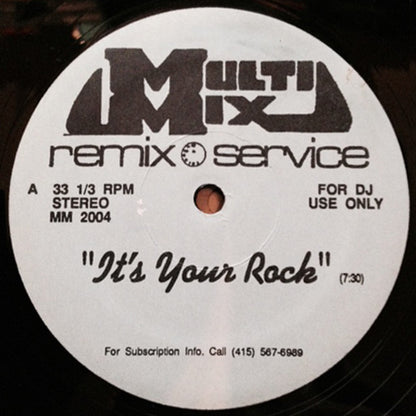 MULTI
MIX
remix service
A 33 1/3 RPM FOR DJ
STEREO USE ONLY
MM 2004
"It's Your Rock" (7:30)
For Subscription Info. Call (415) 567-6989